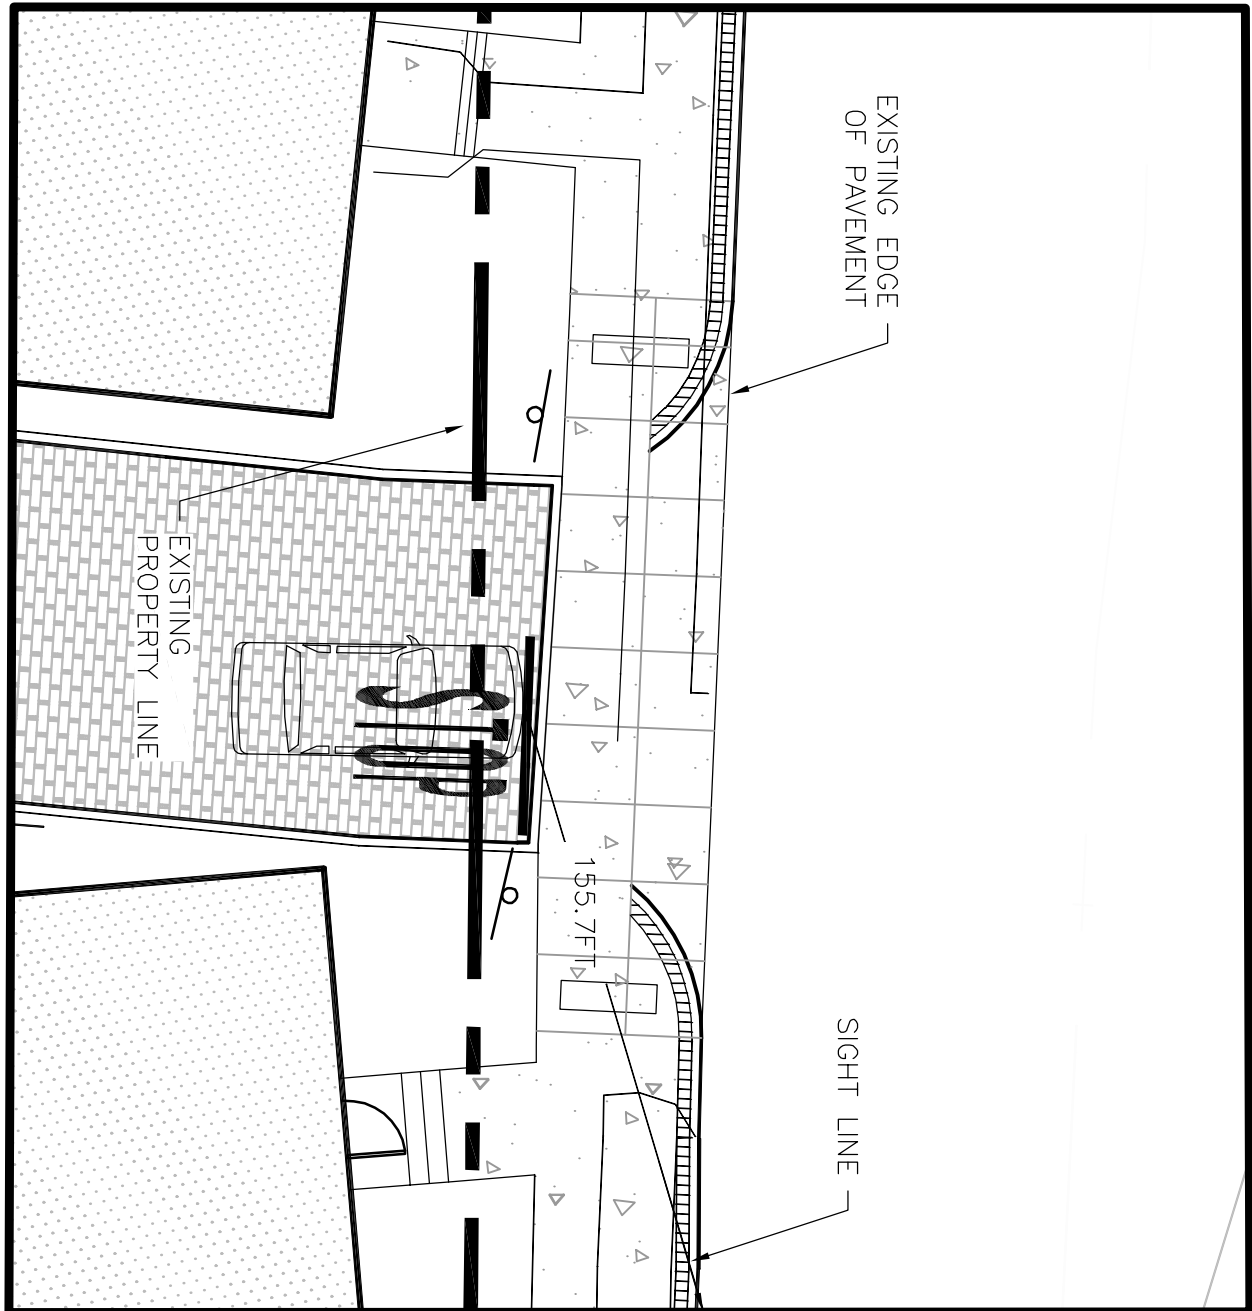 EXISTING EDGE
OF PAVEMENT
EXISTING
PROPERTY LINE
STOP
155.7FT
SIGHT LINE